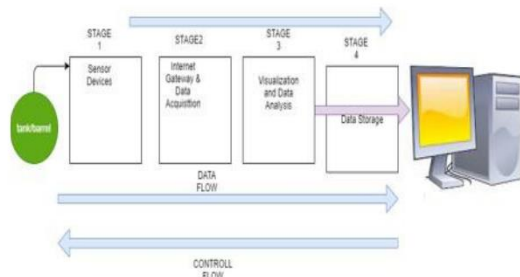 STAGE
1
STAGE2
STAGE
3
STAGE
4
Sensor
Devices
Internet
Gateway &
Data
Acquisttion
Visualization
and Data
Analysis
Data Storage
tank/barrel
DATA
FLOW
CONTROLL
FLOW